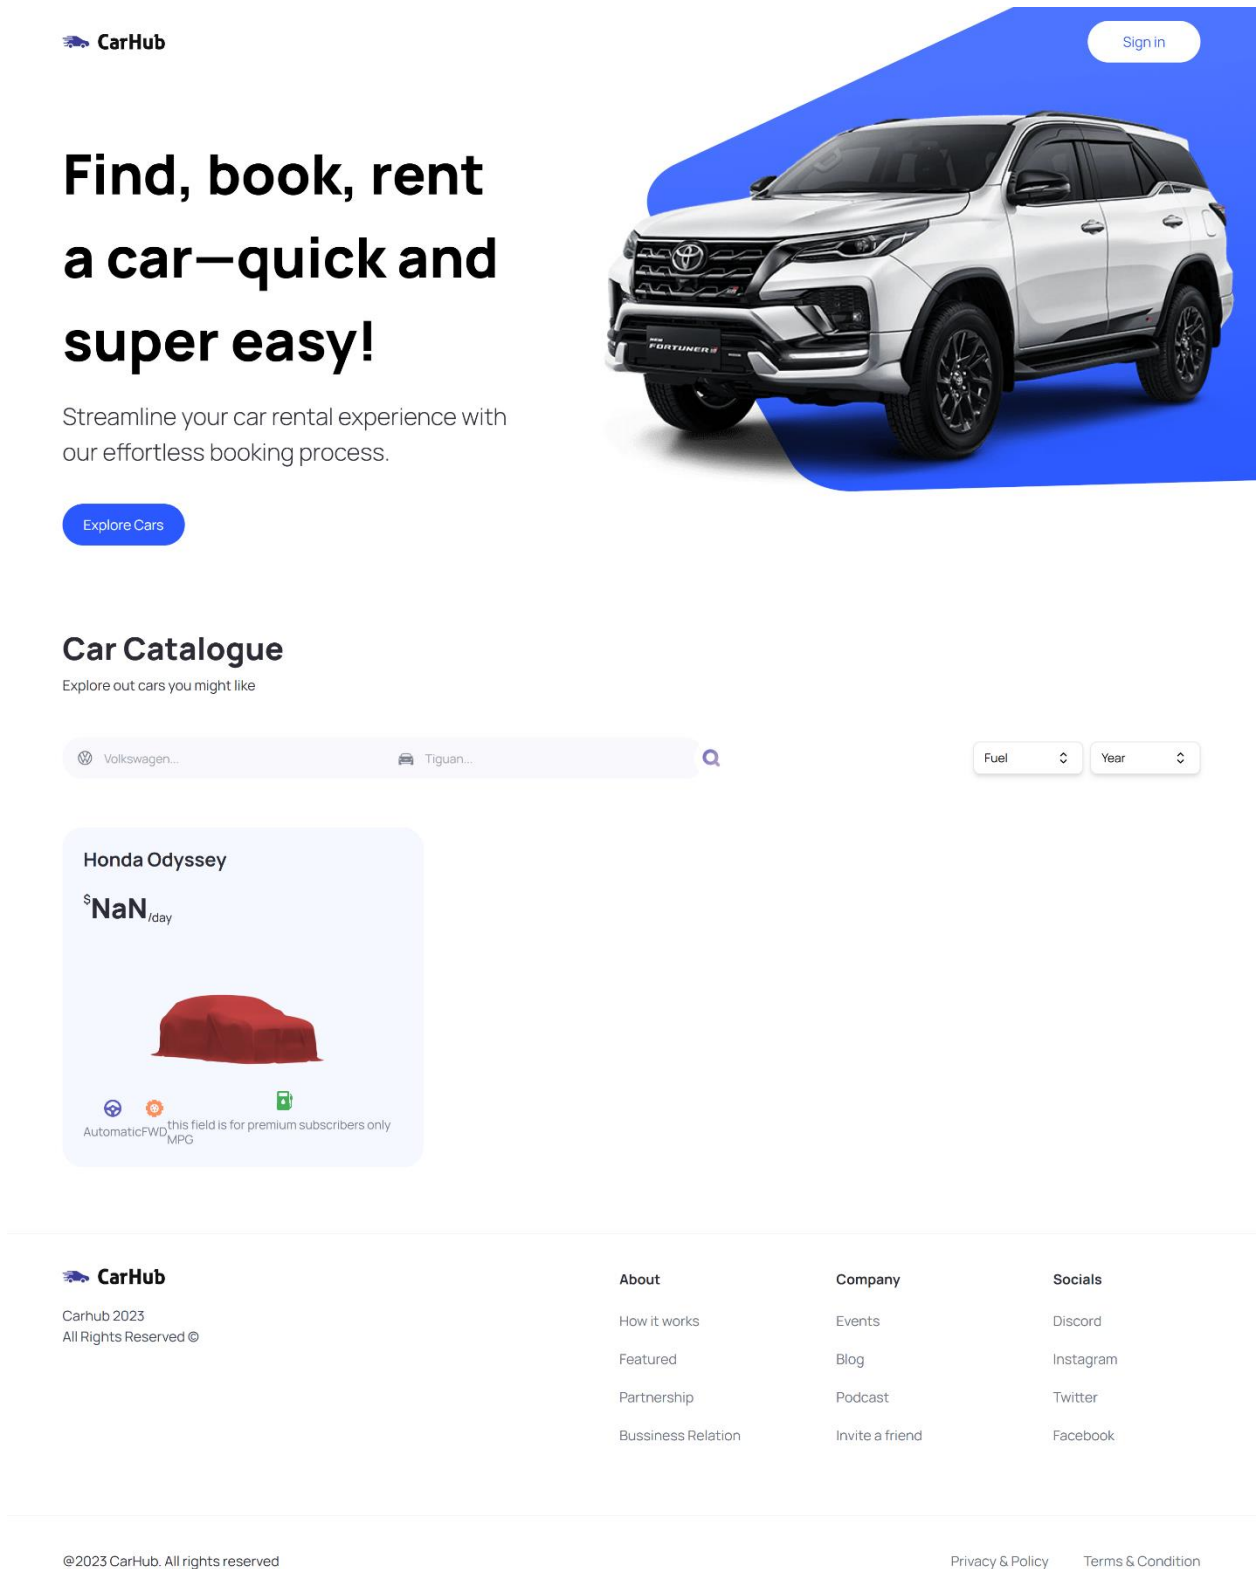 CarHub
Sign in
Find, book, rent
a car—quick and
super easy!
Streamline your car rental experience with
our effortless booking process.
Explore Cars
NEW
FORTUNER
Car Catalogue
Explore out cars you might like
Volkswagen...
Tiguan...
Fuel
Year
Honda Odyssey
$NaN/day
Automatic
FWD
this field is for premium subscribers only
MPG
CarHub
Carhub 2023
All Rights Reserved ©
About
How it works
Featured
Partnership
Bussiness Relation
Company
Events
Blog
Podcast
Invite a friend
Socials
Discord
Instagram
Twitter
Facebook
@2023 CarHub. All rights reserved
Privacy & Policy
Terms & Condition